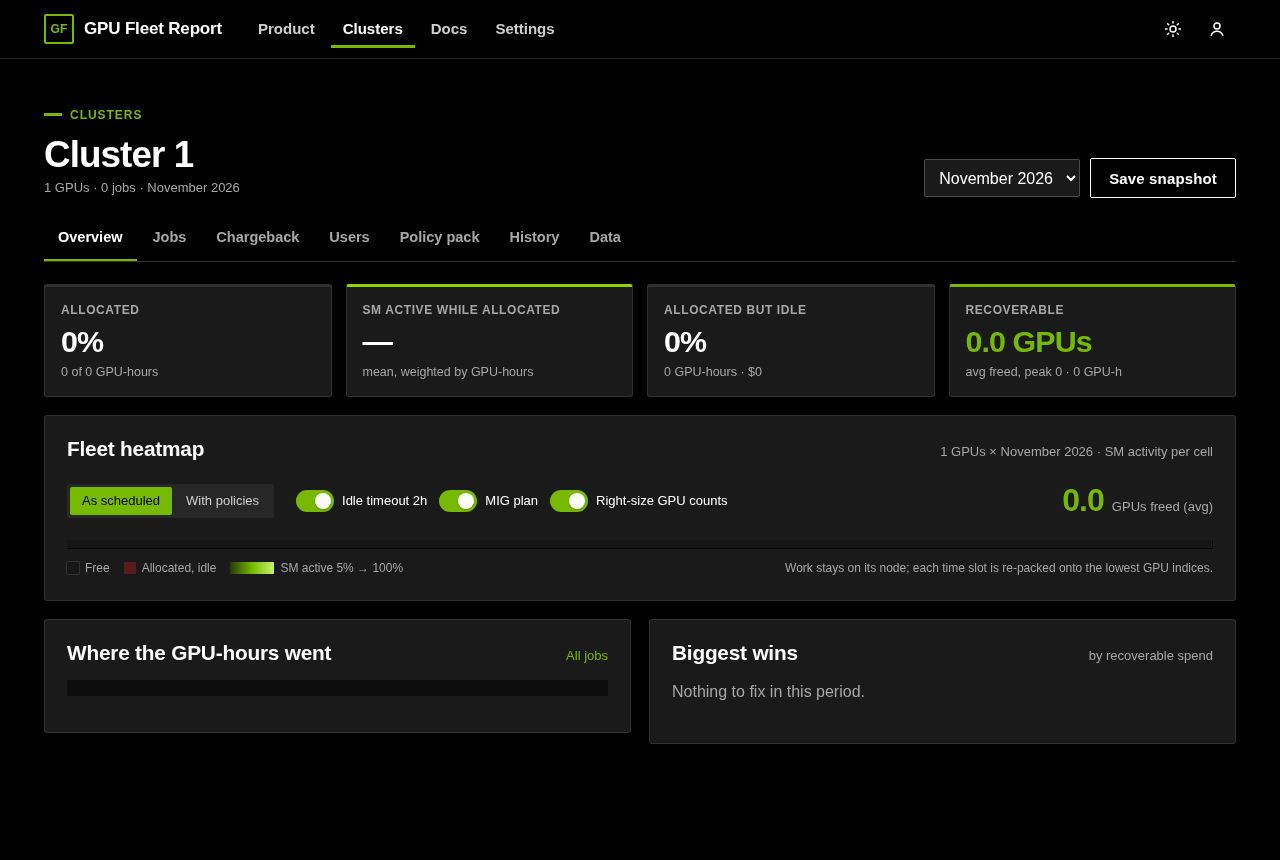 GF GPU Fleet Report Product Clusters Docs Settings
CLUSTERS
Cluster 1
1 GPUs · 0 jobs · November 2026
November 2026 Save snapshot
Overview Jobs Chargeback Users Policy pack History Data
ALLOCATED
0%
0 of 0 GPU-hours
SM ACTIVE WHILE ALLOCATED
—
mean, weighted by GPU-hours
ALLOCATED BUT IDLE
0%
0 GPU-hours · $0
RECOVERABLE
0.0 GPUs
avg freed, peak 0 · 0 GPU-h
Fleet heatmap
1 GPUs × November 2026 · SM activity per cell
As scheduled With policies Idle timeout 2h MIG plan Right-size GPU counts
0.0 GPUs freed (avg)
Free Allocated, idle SM active 5% → 100%
Work stays on its node; each time slot is re-packed onto the lowest GPU indices.
Where the GPU-hours went
All jobs
Biggest wins
by recoverable spend
Nothing to fix in this period.